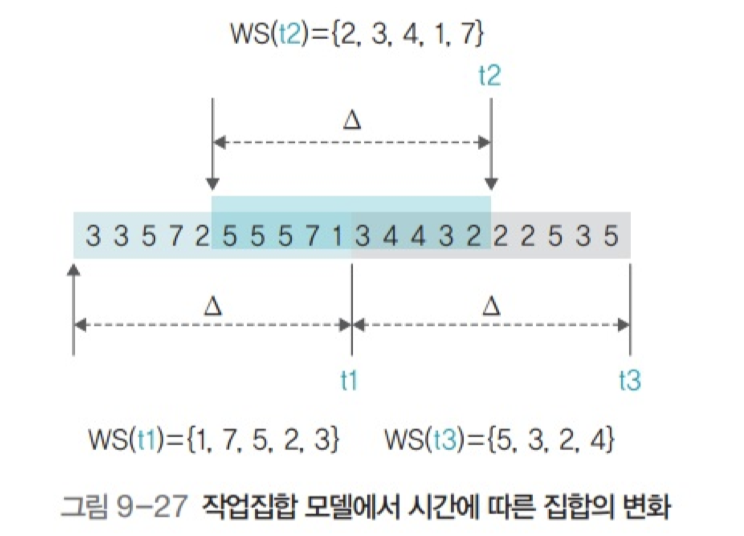 WS(t2)={2, 3, 4, 1, 7}
t2
Δ
3 3 5 7 2 5 5 5 7 1 3 4 4 3 2 2 2 5 3 5
Δ Δ
t1 t3
WS(t1)={1, 7, 5, 2, 3} WS(t3)={5, 3, 2, 4}
그림 9-27 작업집합 모델에서 시간에 따른 집합의 변화